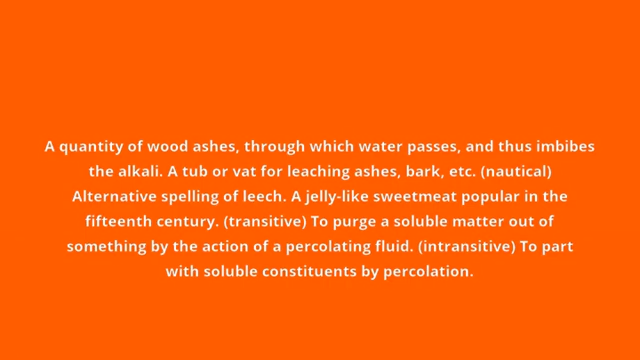 A quantity of wood ashes, through which water passes, and thus imbibes
the alkali. A tub or vat for leaching ashes, bark, etc. (nautical)
Alternative spelling of leech. A jelly-like sweetmeat popular in the
fifteenth century. (transitive) To purge a soluble matter out of
something by the action of a percolating fluid. (intransitive) To part
with soluble constituents by percolation.